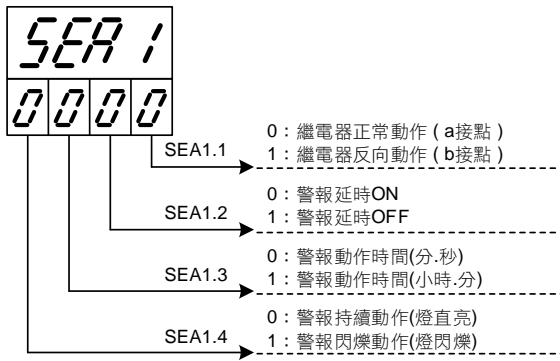 SEA1
0000
0：繼電器正常動作 ( a接點 )
SEA1.1
1：繼電器反向動作 ( b接點 )
0：警報延時ON
SEA1.2
1：警報延時OFF
0：警報動作時間(分.秒)
SEA1.3
1：警報動作時間(小時.分)
0：警報持續動作(燈直亮)
SEA1.4
1：警報閃爍動作(燈閃爍)